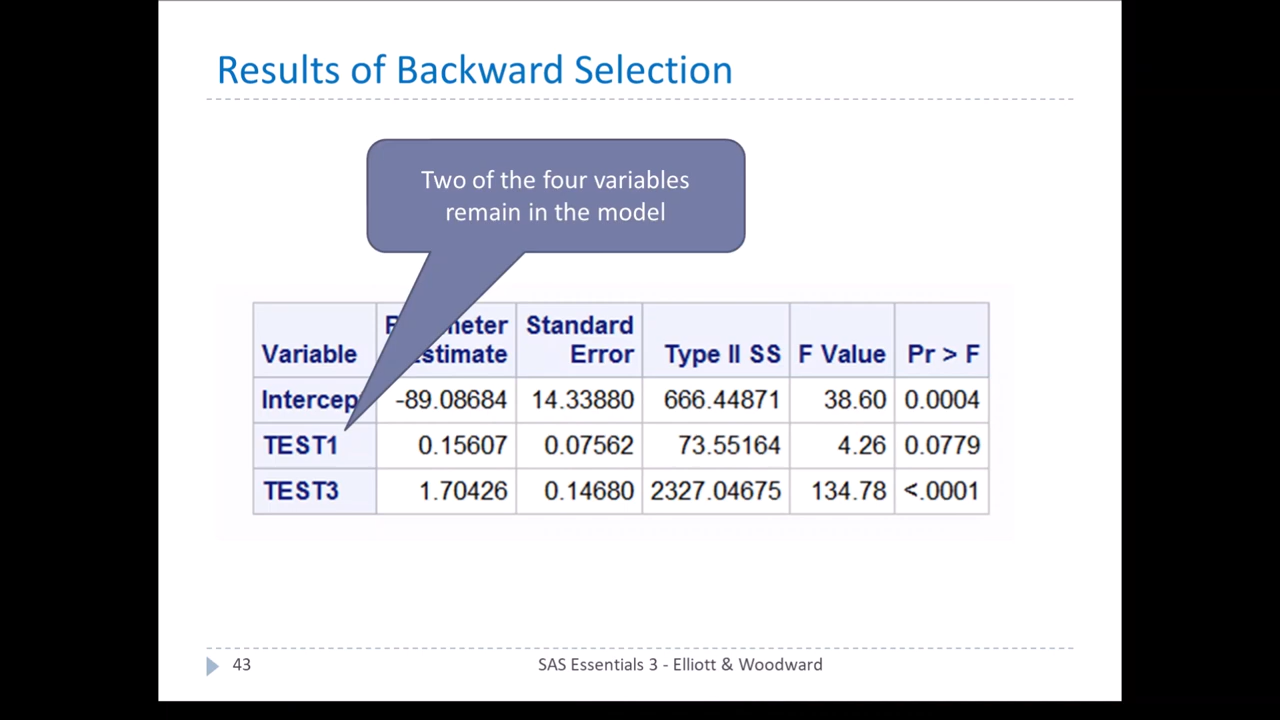 Results of Backward Selection
Two of the four variables
remain in the model
Standard
Variable Estimate Error Type II SS F Value Pr > F
Intercep -89.08684 14.33880 666.44871 38.60 0.0004
TEST1 0.15607 0.07562 73.55164 4.26 0.0779
TEST3 1.70426 0.14680 2327.04675 134.78 <.0001
43 SAS Essentials 3 - Elliott & Woodward